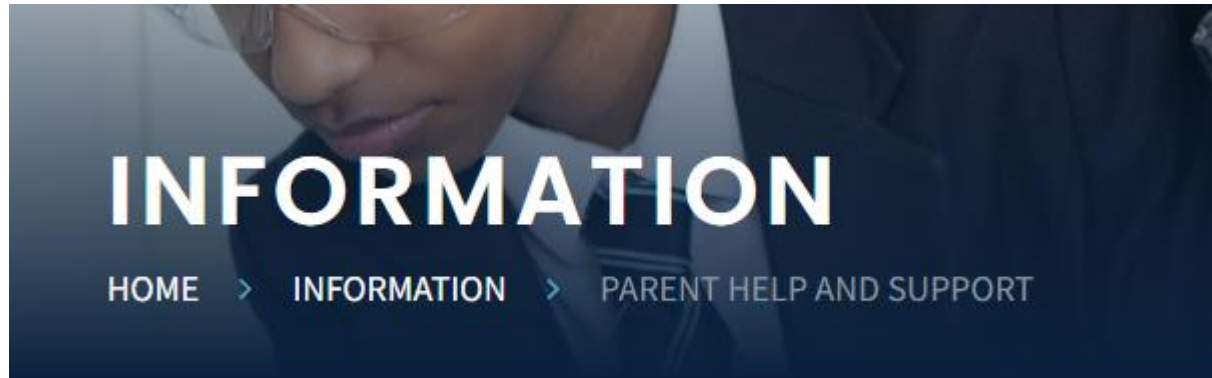 INFORMATION
HOME > INFORMATION > PARENT HELP AND SUPPORT